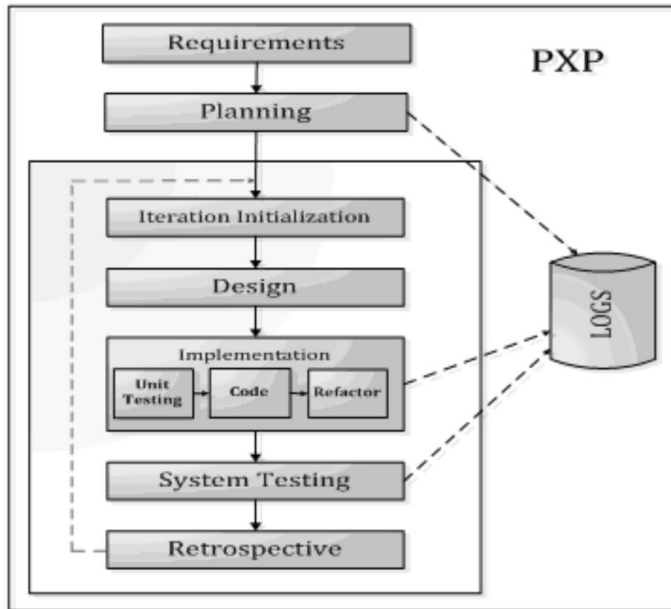 Requirements
PXP
Planning
Iteration Initialization
Design
Implementation
Unit
Testing
Code
Refactor
LOGS
System Testing
Retrospective